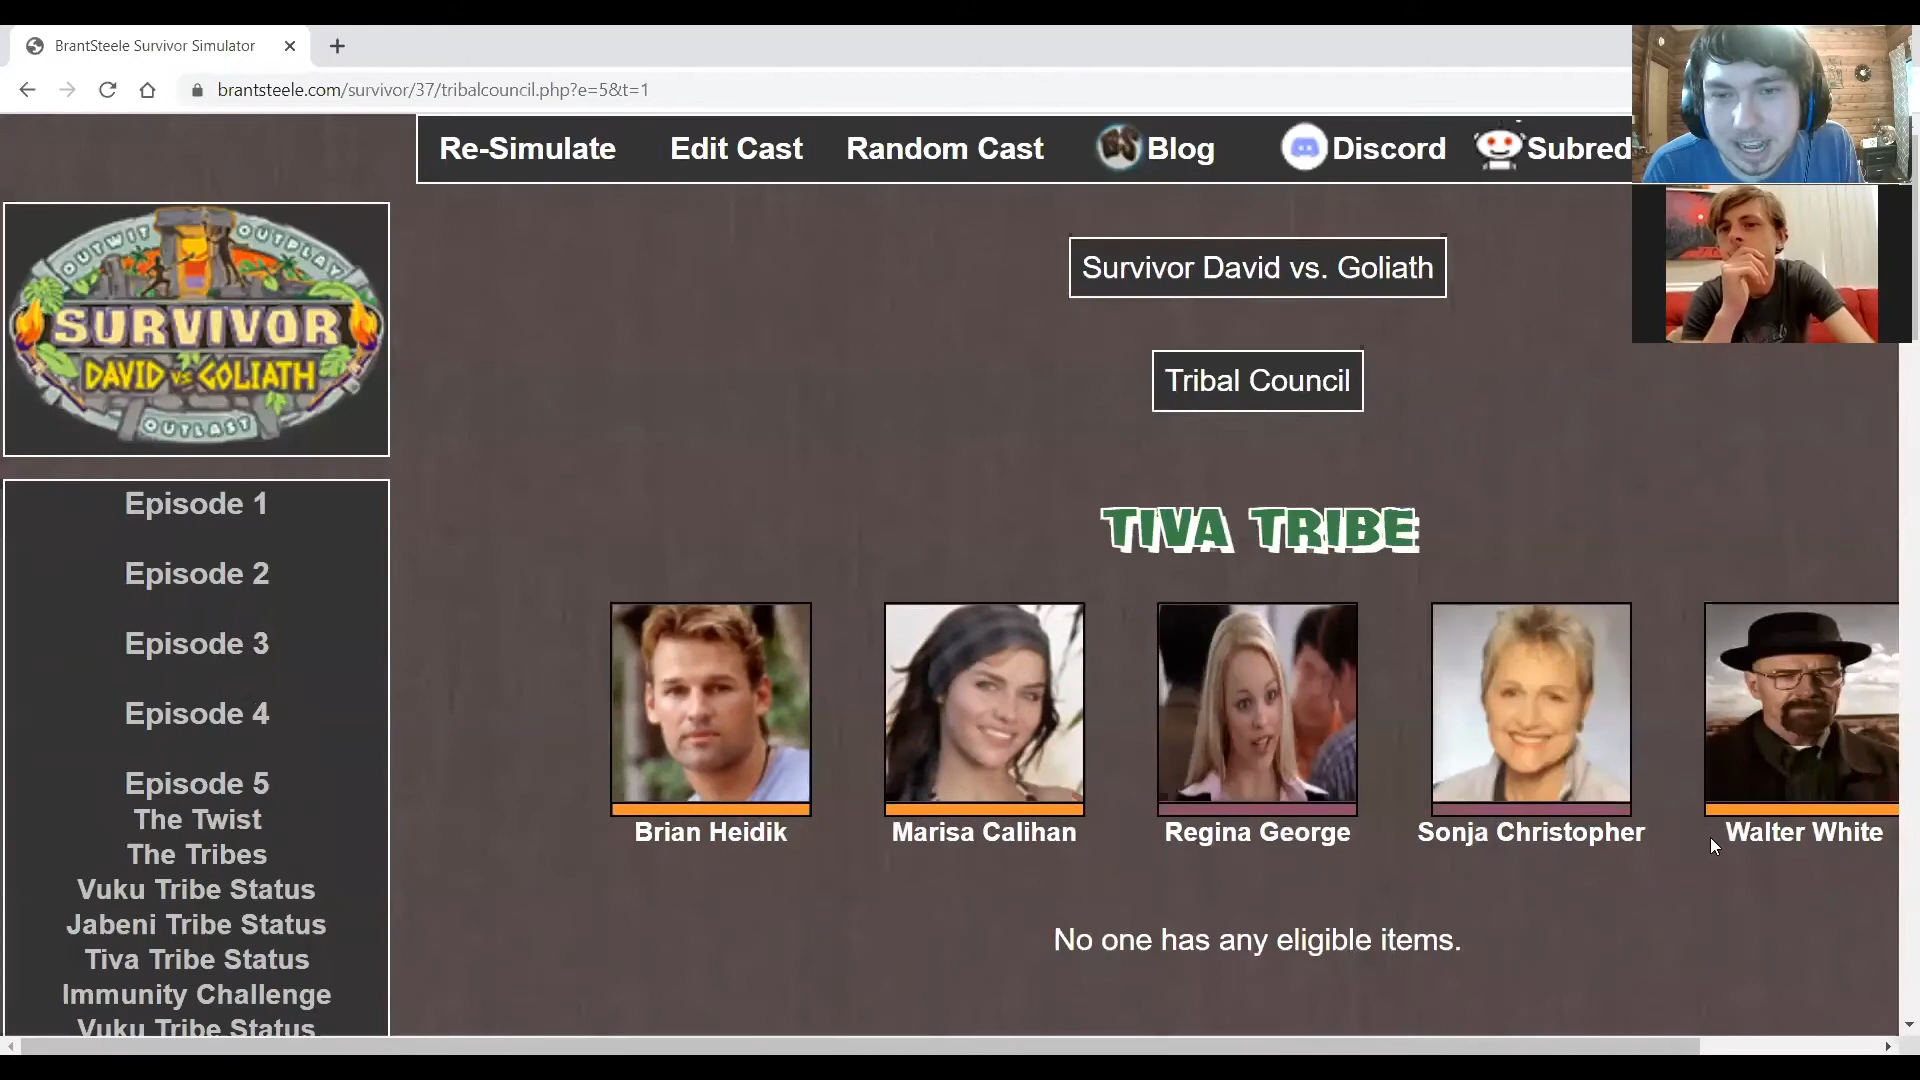 BrantSteele Survivor Simulator
brantsteele.com/survivor/37/tribalcouncil.php?e=5&t=1
Re-Simulate Edit Cast Random Cast Blog Discord Subred
OUTWIT OUTPLAY
SURVIVOR
DAVID vs GOLIATH
OUTLAST
Survivor David vs. Goliath
Tribal Council
TIVA TRIBE
Brian Heidik Marisa Calihan Regina George Sonja Christopher Walter White
No one has any eligible items.
Episode 1
Episode 2
Episode 3
Episode 4
Episode 5
The Twist
The Tribes
Vuku Tribe Status
Jabeni Tribe Status
Tiva Tribe Status
Immunity Challenge
Vuku Tribe Status